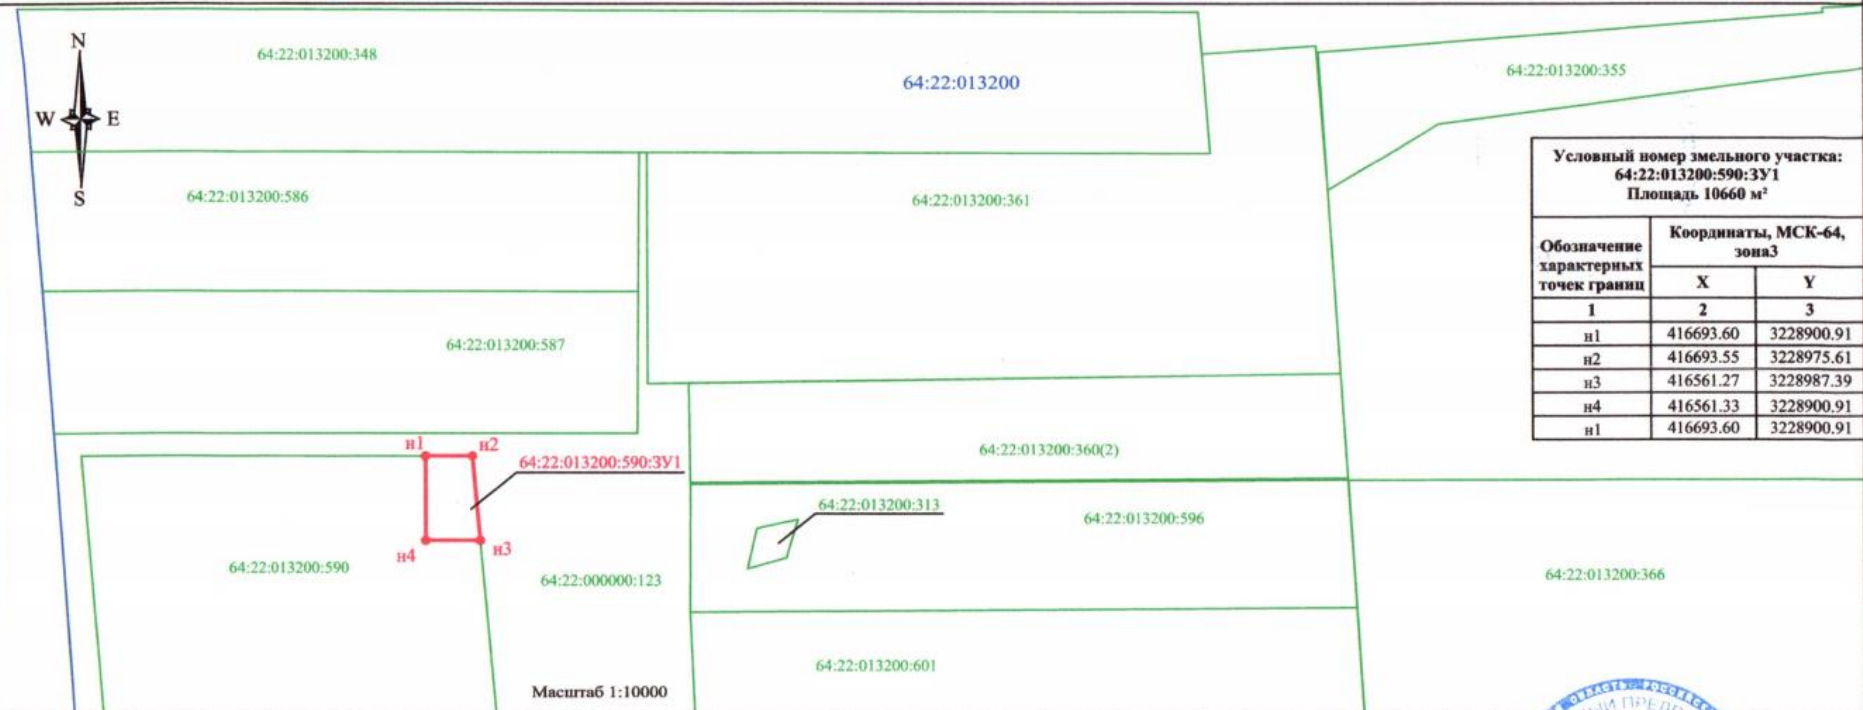 N
64:22:013200:348
64:22:013200
64:22:013200:355
W E
S
64:22:013200:586
64:22:013200:361
Условный номер змельного участка:
64:22:013200:590:ЗУ1
Площадь 10660 м²
Обозначение
характерных
точек границ
Координаты, МСК-64,
зона3
X Y
1 2 3
н1 416693.60 3228900.91
н2 416693.55 3228975.61
н3 416561.27 3228987.39
н4 416561.33 3228900.91
н1 416693.60 3228900.91
64:22:013200:587
н1 н2
64:22:013200:590:ЗУ1
64:22:013200:360(2)
64:22:013200:313
64:22:013200:596
н4 н3
64:22:013200:590
64:22:000000:123
64:22:013200:366
64:22:013200:601
Масштаб 1:10000
ОБЛАСТЬ